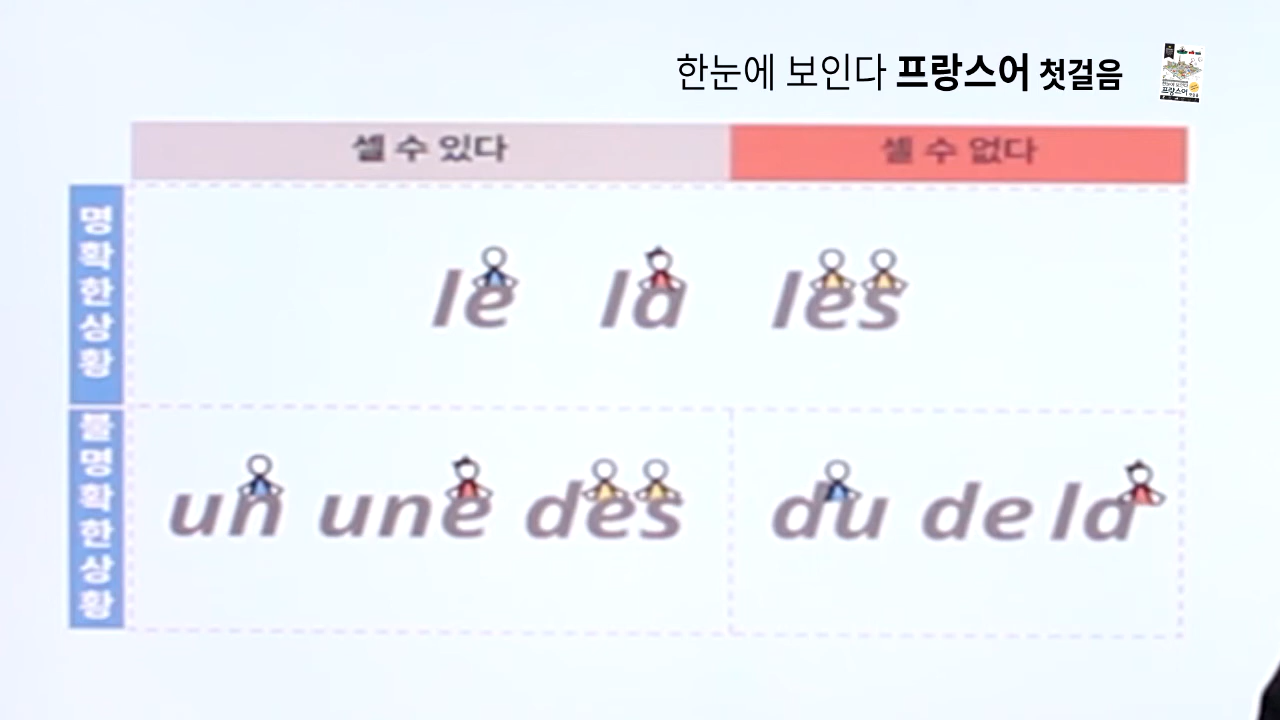 한눈에 보인다 프랑스어 첫걸음
셀 수 있다
셀 수 없다
명확한상황
le la les
불명확한상황
un une des
du de la